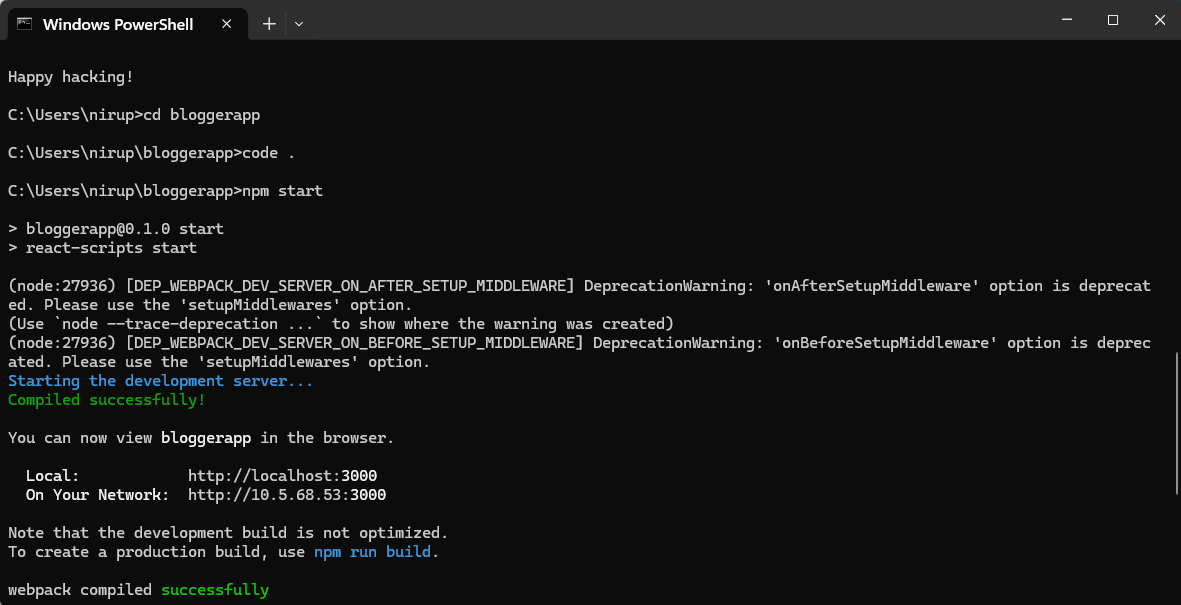 Windows PowerShell
Happy hacking!
C:\Users\nirup>cd bloggerapp
C:\Users\nirup\bloggerapp>code .
C:\Users\nirup\bloggerapp>npm start
> bloggerapp@0.1.0 start
> react-scripts start
(node:27936) [DEP_WEBPACK_DEV_SERVER_ON_AFTER_SETUP_MIDDLEWARE] DeprecationWarning: 'onAfterSetupMiddleware' option is deprecat
ed. Please use the 'setupMiddlewares' option.
(Use `node --trace-deprecation ...` to show where the warning was created)
(node:27936) [DEP_WEBPACK_DEV_SERVER_ON_BEFORE_SETUP_MIDDLEWARE] DeprecationWarning: 'onBeforeSetupMiddleware' option is deprec
ated. Please use the 'setupMiddlewares' option.
Starting the development server...
Compiled successfully!
You can now view bloggerapp in the browser.
Local:            http://localhost:3000
On Your Network:  http://10.5.68.53:3000
Note that the development build is not optimized.
To create a production build, use npm run build.
webpack compiled successfully